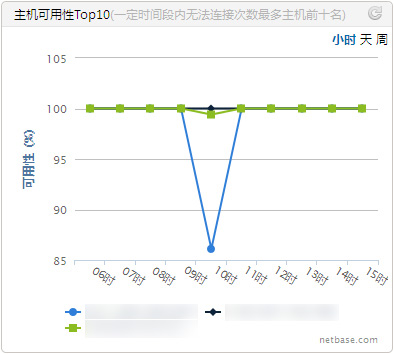 主机可用性Top10(一定时间段内无法连接次数最多主机前十名)
小时 天 周
105
100
95
90
85
可用性 (%)
06时 07时 08时 09时 10时 11时 12时 13时 14时 15时
netbase.com